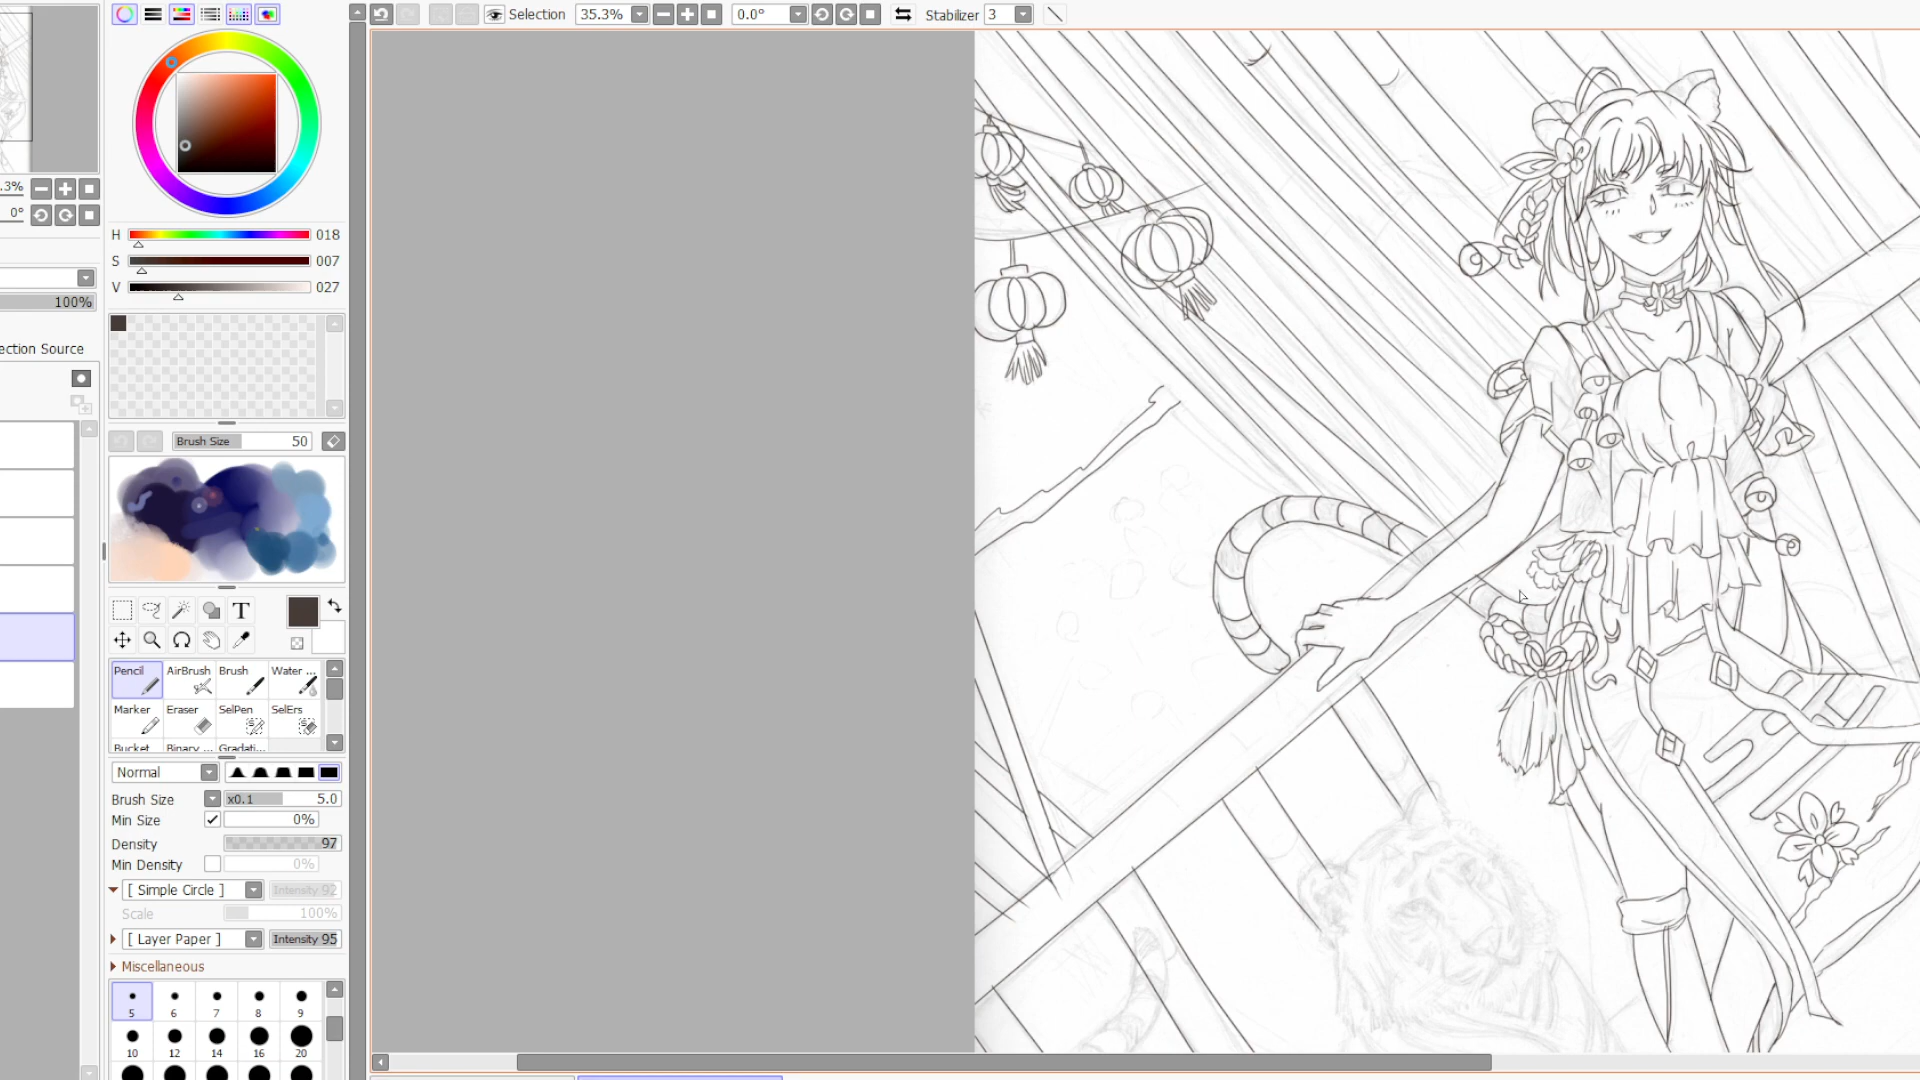 Selection 35.3% 0.0° Stabilizer 3
.3%
0°
H 018
S 007
V 027
100%
ection Source
Brush Size 50
T
Pencil AirBrush Brush Water ...
Marker Eraser SelPen SelErs
Bucket Binary ... Gradati...
Normal
Brush Size x0.1 5.0
Min Size 0%
Density 97
Min Density 0%
[ Simple Circle ] Intensity 92
Scale 100%
[ Layer Paper ] Intensity 95
Miscellaneous
5 6 7 8 9
10 12 14 16 20